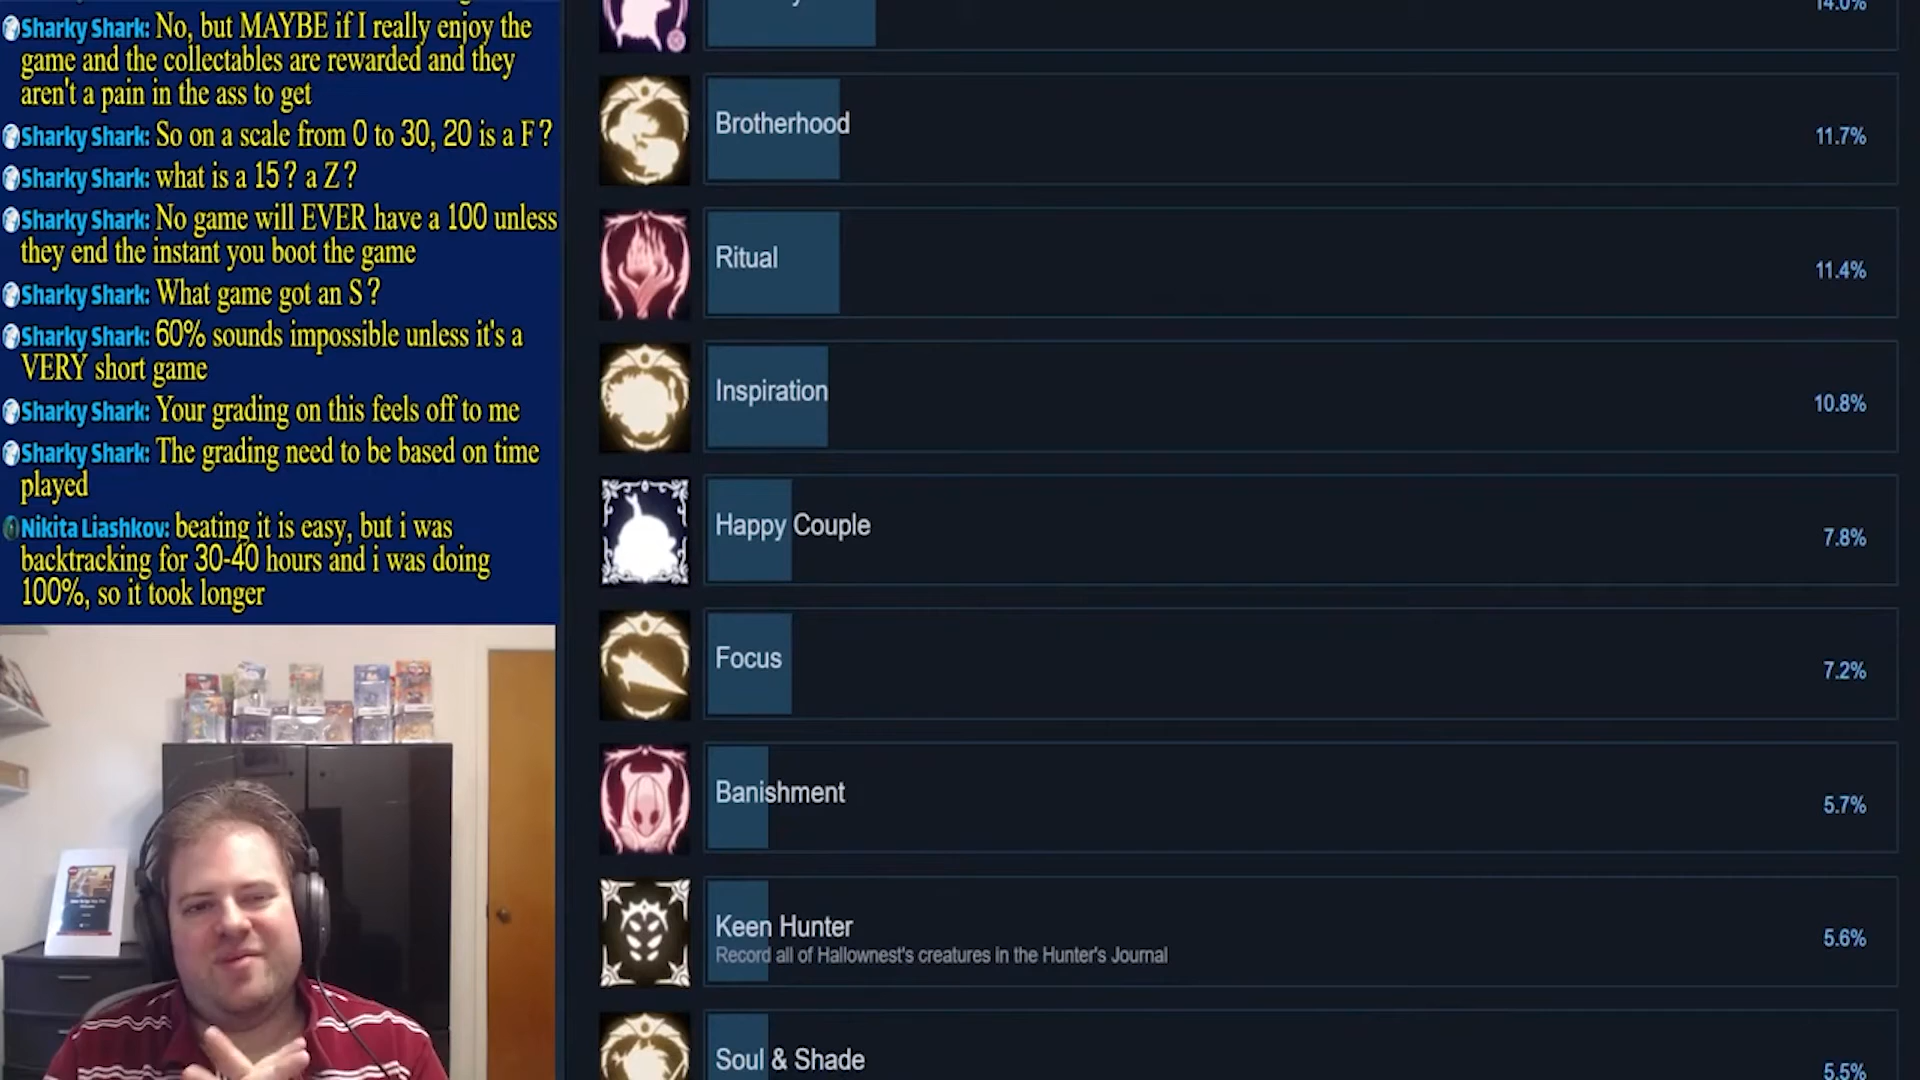 Sharky Shark: No, but MAYBE if I really enjoy the
game and the collectables are rewarded and they
aren't a pain in the ass to get
Sharky Shark: So on a scale from 0 to 30, 20 is a F?
Sharky Shark: what is a 15? a Z?
Sharky Shark: No game will EVER have a 100 unless
they end the instant you boot the game
Sharky Shark: What game got an S?
Sharky Shark: 60% sounds impossible unless it's a
VERY short game
Sharky Shark: Your grading on this feels off to me
Sharky Shark: The grading need to be based on time
played
Nikita Liashkov: beating it is easy, but i was
backtracking for 30-40 hours and i was doing
100%, so it took longer
14.0%
Brotherhood
11.7%
Ritual
11.4%
Inspiration
10.8%
Happy Couple
7.8%
Focus
7.2%
Banishment
5.7%
Keen Hunter
Record all of Hallownest's creatures in the Hunter's Journal
5.6%
Soul & Shade
5.5%